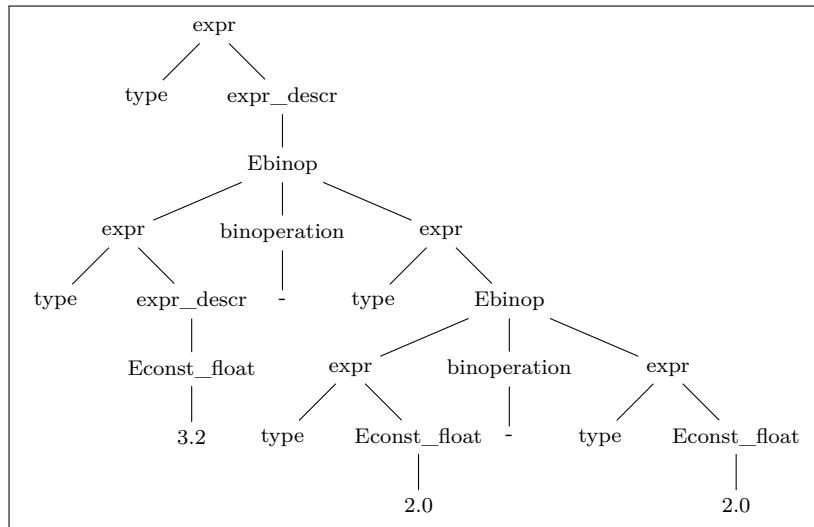 expr
type expr_descr
Ebinop
expr binoperation expr
type expr_descr - type Ebinop
Econst_float expr binoperation expr
3.2 type Econst_float - type Econst_float
2.0 2.0